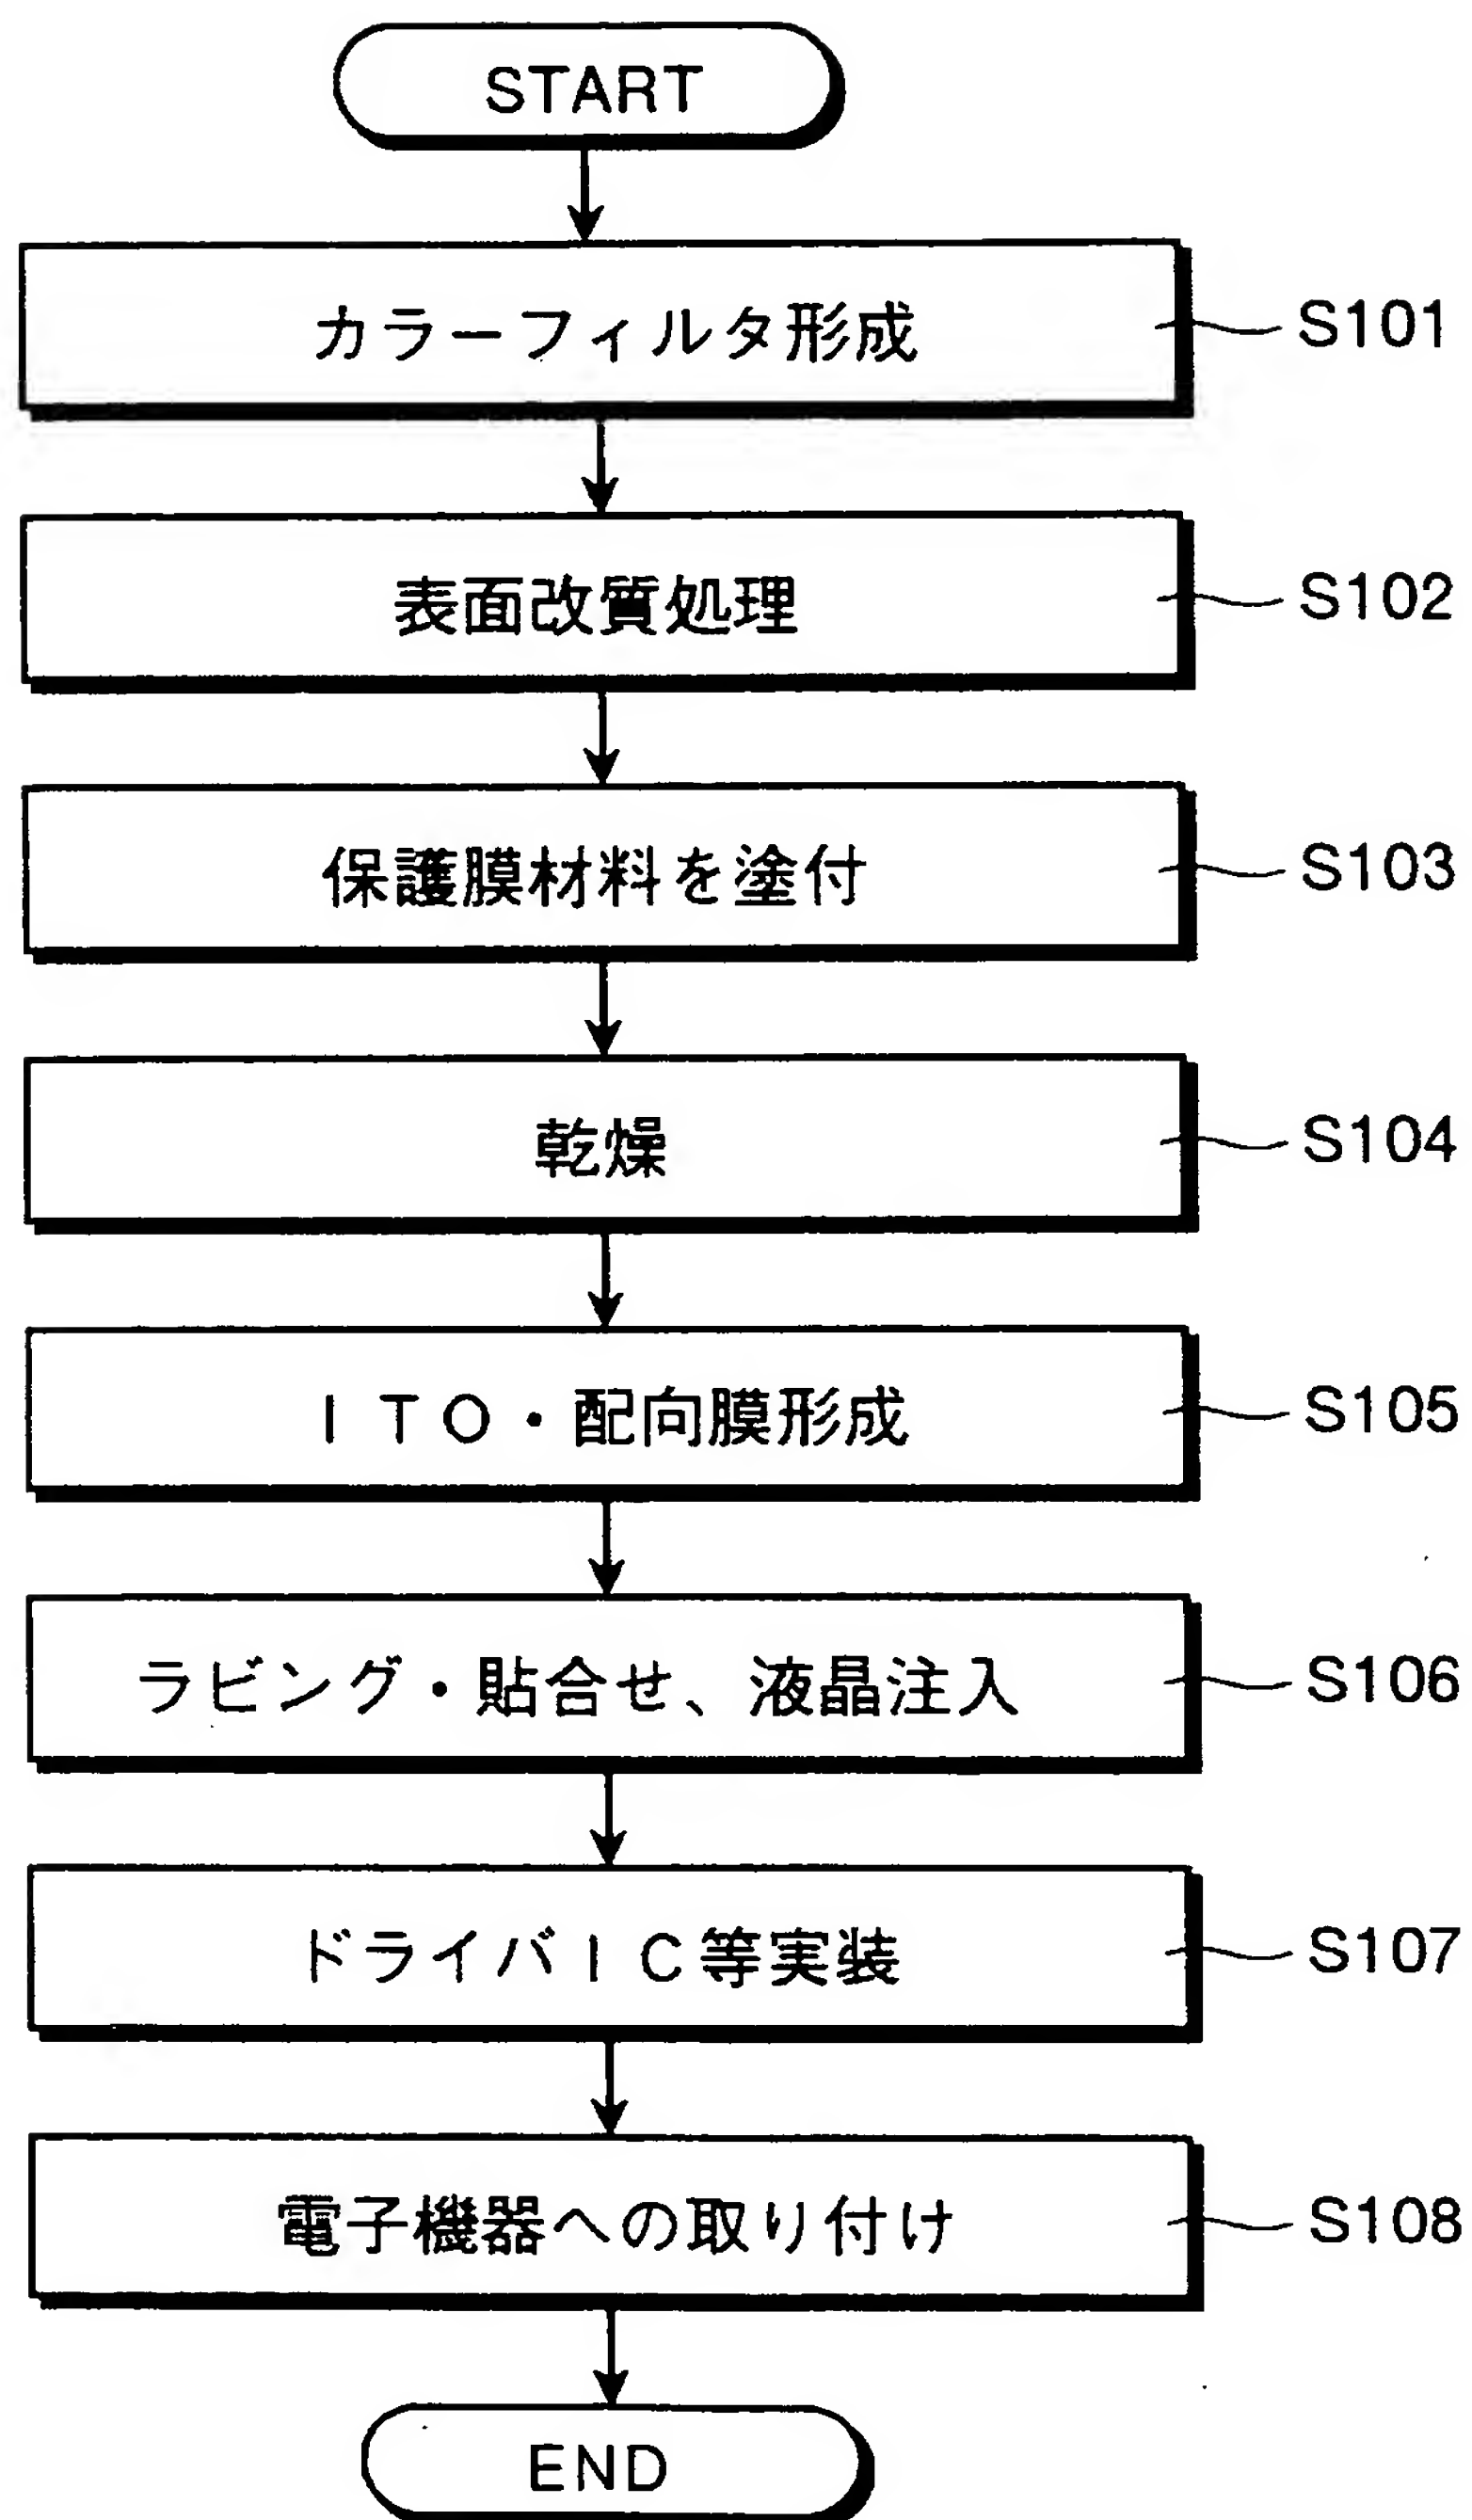 START
カラーフィルタ形成 S101
表面改質処理 S102
保護膜材料を塗付 S103
乾燥 S104
ITO・配向膜形成 S105
ラビング・貼合せ、液晶注入 S106
ドライバIC等実装 S107
電子機器への取り付け S108
END